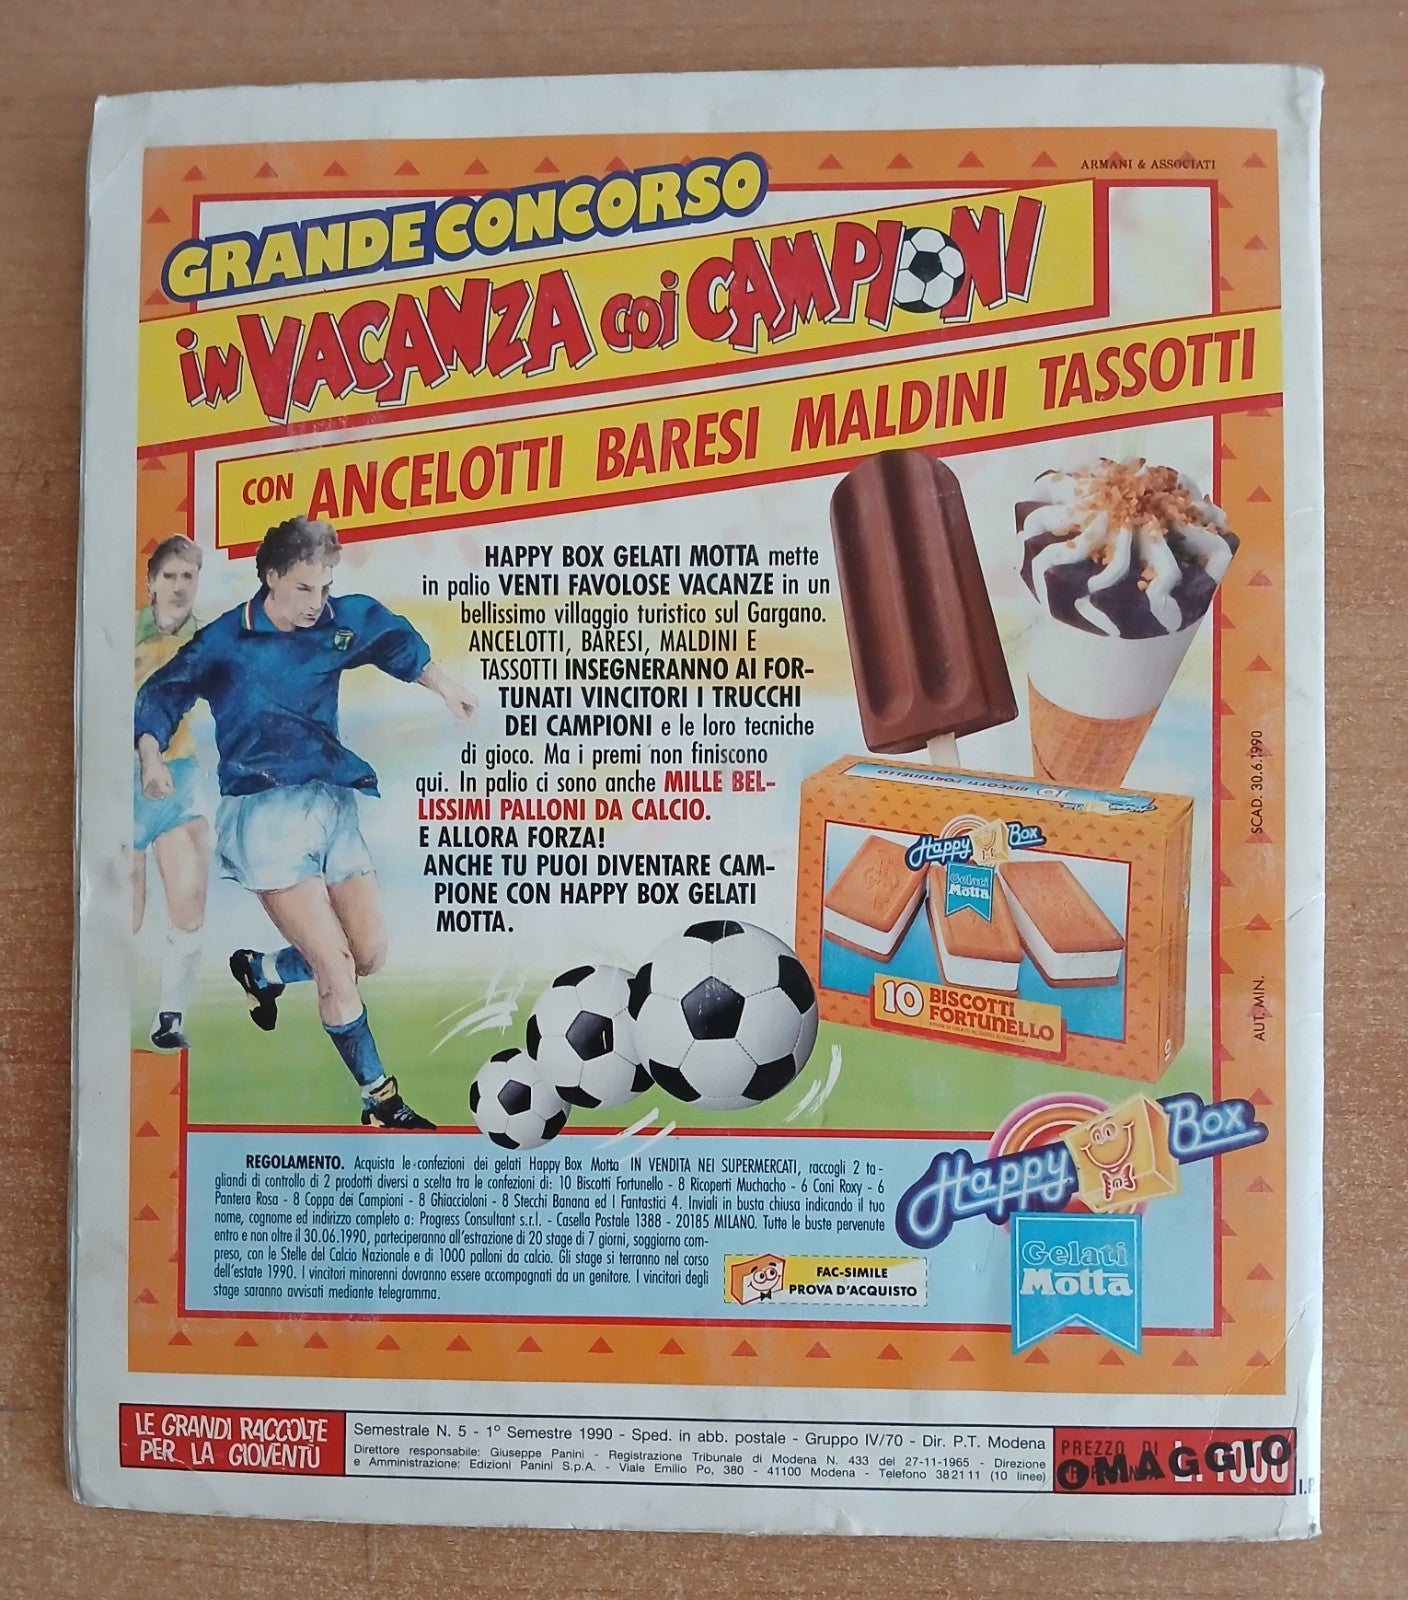 ARMANI & ASSOCIATI
GRANDE CONCORSO
in VACANZA coi CAMPIONI
CON ANCELOTTI BARESI MALDINI TASSOTTI
HAPPY BOX GELATI MOTTA mette
in palio VENTI FAVOLOSE VACANZE in un
bellissimo villaggio turistico sul Gargano.
ANCELOTTI, BARESI, MALDINI E
TASSOTTI INSEGNERANNO AI FOR-
TUNATI VINCITORI I TRUCCHI
DEI CAMPIONI e le loro tecniche
di gioco. Ma i premi non finiscono
qui. In palio ci sono anche MILLE BEL-
LISSIMI PALLONI DA CALCIO.
E ALLORA FORZA!
ANCHE TU PUOI DIVENTARE CAM-
PIONE CON HAPPY BOX GELATI
MOTTA.
BISCOTTI FORTUNELLO
Happy Box
Gelati
Motta
10 BISCOTTI
FORTUNELLO
SCAD. 30.6.1990
AUT. MIN.
Happy Box
Gelati
Motta
REGOLAMENTO. Acquista le confezioni dei gelati Happy Box Motta IN VENDITA NEI SUPERMERCATI, raccogli 2 ta-
gliandi di controllo di 2 prodotti diversi a scelta tra le confezioni di: 10 Biscotti Fortunello - 8 Ricoperti Muchacho - 6 Coni Roxy - 6
Pantera Rosa - 8 Coppa dei Campioni - 8 Ghiaccioloni - 8 Stecchi Banana ed I Fantastici 4. Inviali in busta chiusa indicando il tuo
nome, cognome ed indirizzo completo a: Progress Consultant s.r.l. - Casella Postale 1388 - 20185 MILANO. Tutte le buste pervenute
entro e non oltre il 30.06.1990, parteciperanno all'estrazione di 20 stage di 7 giorni, soggiorno com-
preso, con le Stelle del Calcio Nazionale e di 1000 palloni da calcio. Gli stage si terranno nel corso
dell'estate 1990. I vincitori minorenni dovranno essere accompagnati da un genitore. I vincitori degli
stage saranno avvisati mediante telegramma.
FAC-SIMILE
PROVA D'ACQUISTO
LE GRANDI RACCOLTE
PER LA GIOVENTÙ
Semestrale N. 5 - 1° Semestre 1990 - Sped. in abb. postale - Gruppo IV/70 - Dir. P.T. Modena
Direttore responsabile: Giuseppe Panini - Registrazione Tribunale di Modena N. 433 del 27-11-1965 - Direzione
e Amministrazione: Edizioni Panini S.p.A. - Viale Emilio Po, 380 - 41100 Modena - Telefono 382111 (10 linee)
PREZZO DI
L. 1000
OMAGGIO